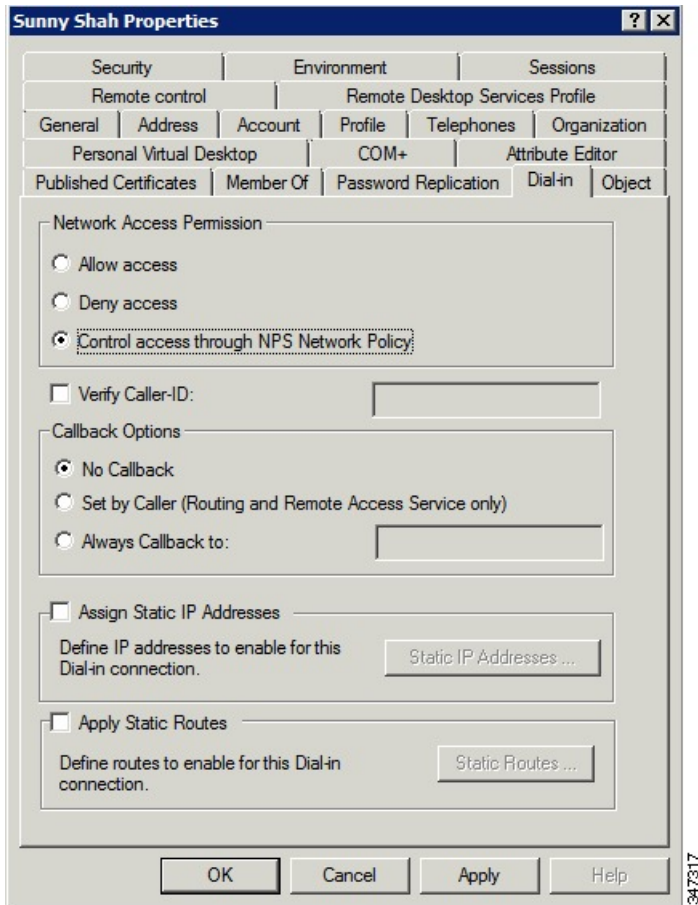 Sunny Shah Properties
Security Environment Sessions
Remote control Remote Desktop Services Profile
General Address Account Profile Telephones Organization
Personal Virtual Desktop COM+ Attribute Editor
Published Certificates Member Of Password Replication Dial-in Object
Network Access Permission
Allow access
Deny access
Control access through NPS Network Policy
Verify Caller-ID:
Callback Options
No Callback
Set by Caller (Routing and Remote Access Service only)
Always Callback to:
Assign Static IP Addresses
Define IP addresses to enable for this
Dial-in connection.
Static IP Addresses ...
Apply Static Routes
Define routes to enable for this Dial-in
connection.
Static Routes ...
OK Cancel Apply Help
347317